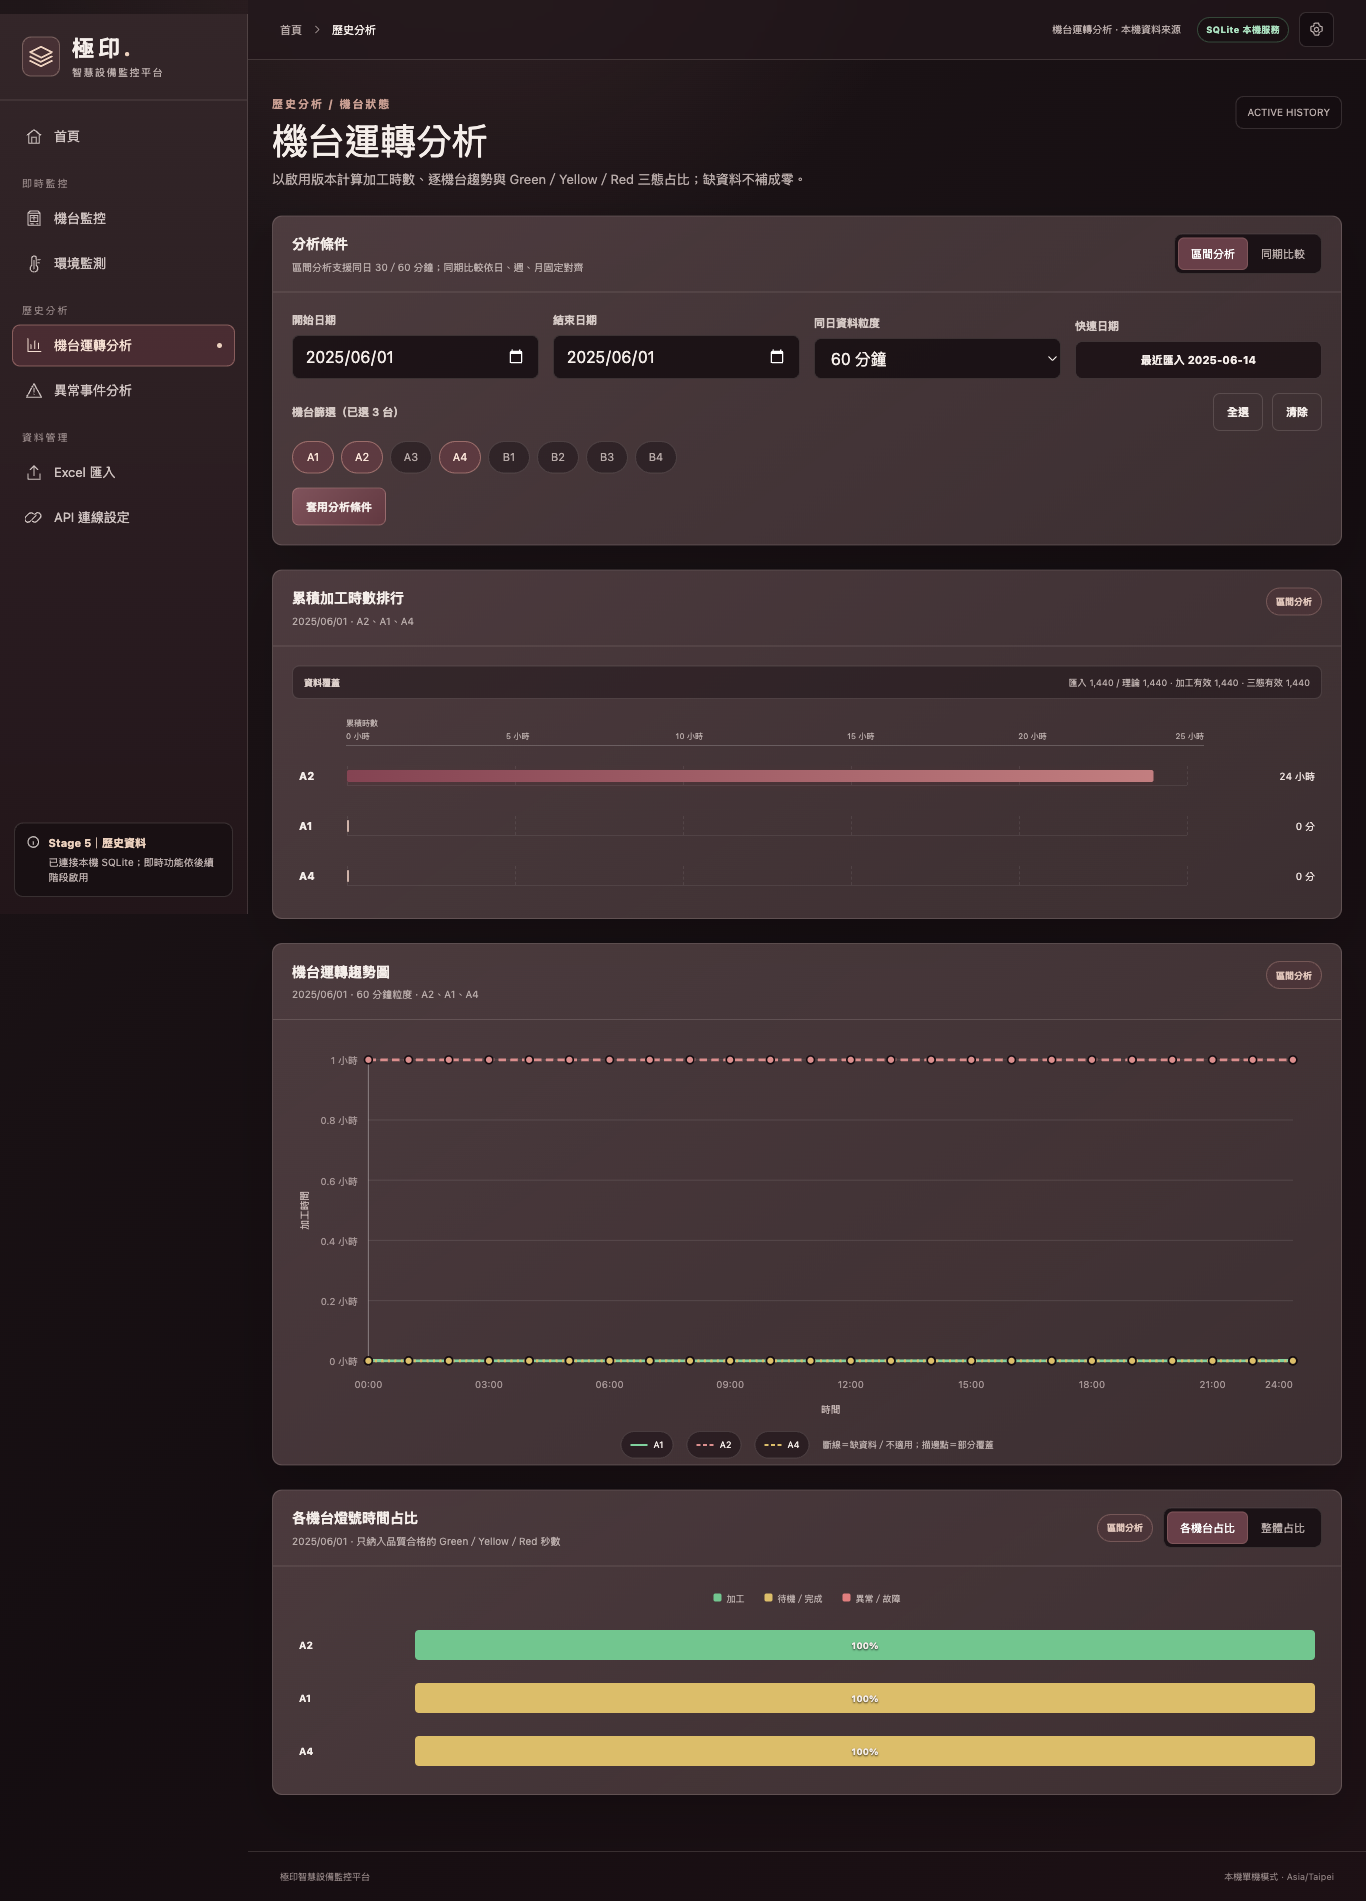 極印.
智慧設備監控平台
首頁
即時監控
機台監控
環境監測
歷史分析
機台運轉分析
異常事件分析
資料管理
Excel 匯入
API 連線設定
Stage 5｜歷史資料
已連接本機 SQLite；即時功能依後續
階段啟用
首頁 > 歷史分析
機台運轉分析 · 本機資料來源
SQLite 本機服務
歷史分析 / 機台狀態
機台運轉分析
以啟用版本計算加工時數、逐機台趨勢與 Green / Yellow / Red 三態占比；缺資料不補成零。
ACTIVE HISTORY
分析條件
區間分析支援同日 30 / 60 分鐘；同期比較依日、週、月固定對齊
區間分析 同期比較
開始日期 結束日期 同日資料粒度 快速日期
2025/06/01 2025/06/01 60 分鐘 最近匯入 2025-06-14
機台篩選（已選 3 台）
全選 清除
A1 A2 A3 A4 B1 B2 B3 B4
套用分析條件
累積加工時數排行
2025/06/01 · A2、A1、A4
區間分析
資料覆蓋
匯入 1,440 / 理論 1,440 · 加工有效 1,440 · 三態有效 1,440
累積時數
0 小時 5 小時 10 小時 15 小時 20 小時 25 小時
A2 24 小時
A1 0 分
A4 0 分
機台運轉趨勢圖
2025/06/01 · 60 分鐘粒度 · A2、A1、A4
區間分析
1 小時
0.8 小時
0.6 小時
0.4 小時
0.2 小時
0 小時
加工時間
00:00 03:00 06:00 09:00 12:00 15:00 18:00 21:00 24:00
時間
A1 A2 A4 斷線＝缺資料 / 不適用；描邊點＝部分覆蓋
各機台燈號時間占比
2025/06/01 · 只納入品質合格的 Green / Yellow / Red 秒數
區間分析
各機台占比 整體占比
加工 待機 / 完成 異常 / 故障
A2 100%
A1 100%
A4 100%
極印智慧設備監控平台
本機單機模式 · Asia/Taipei